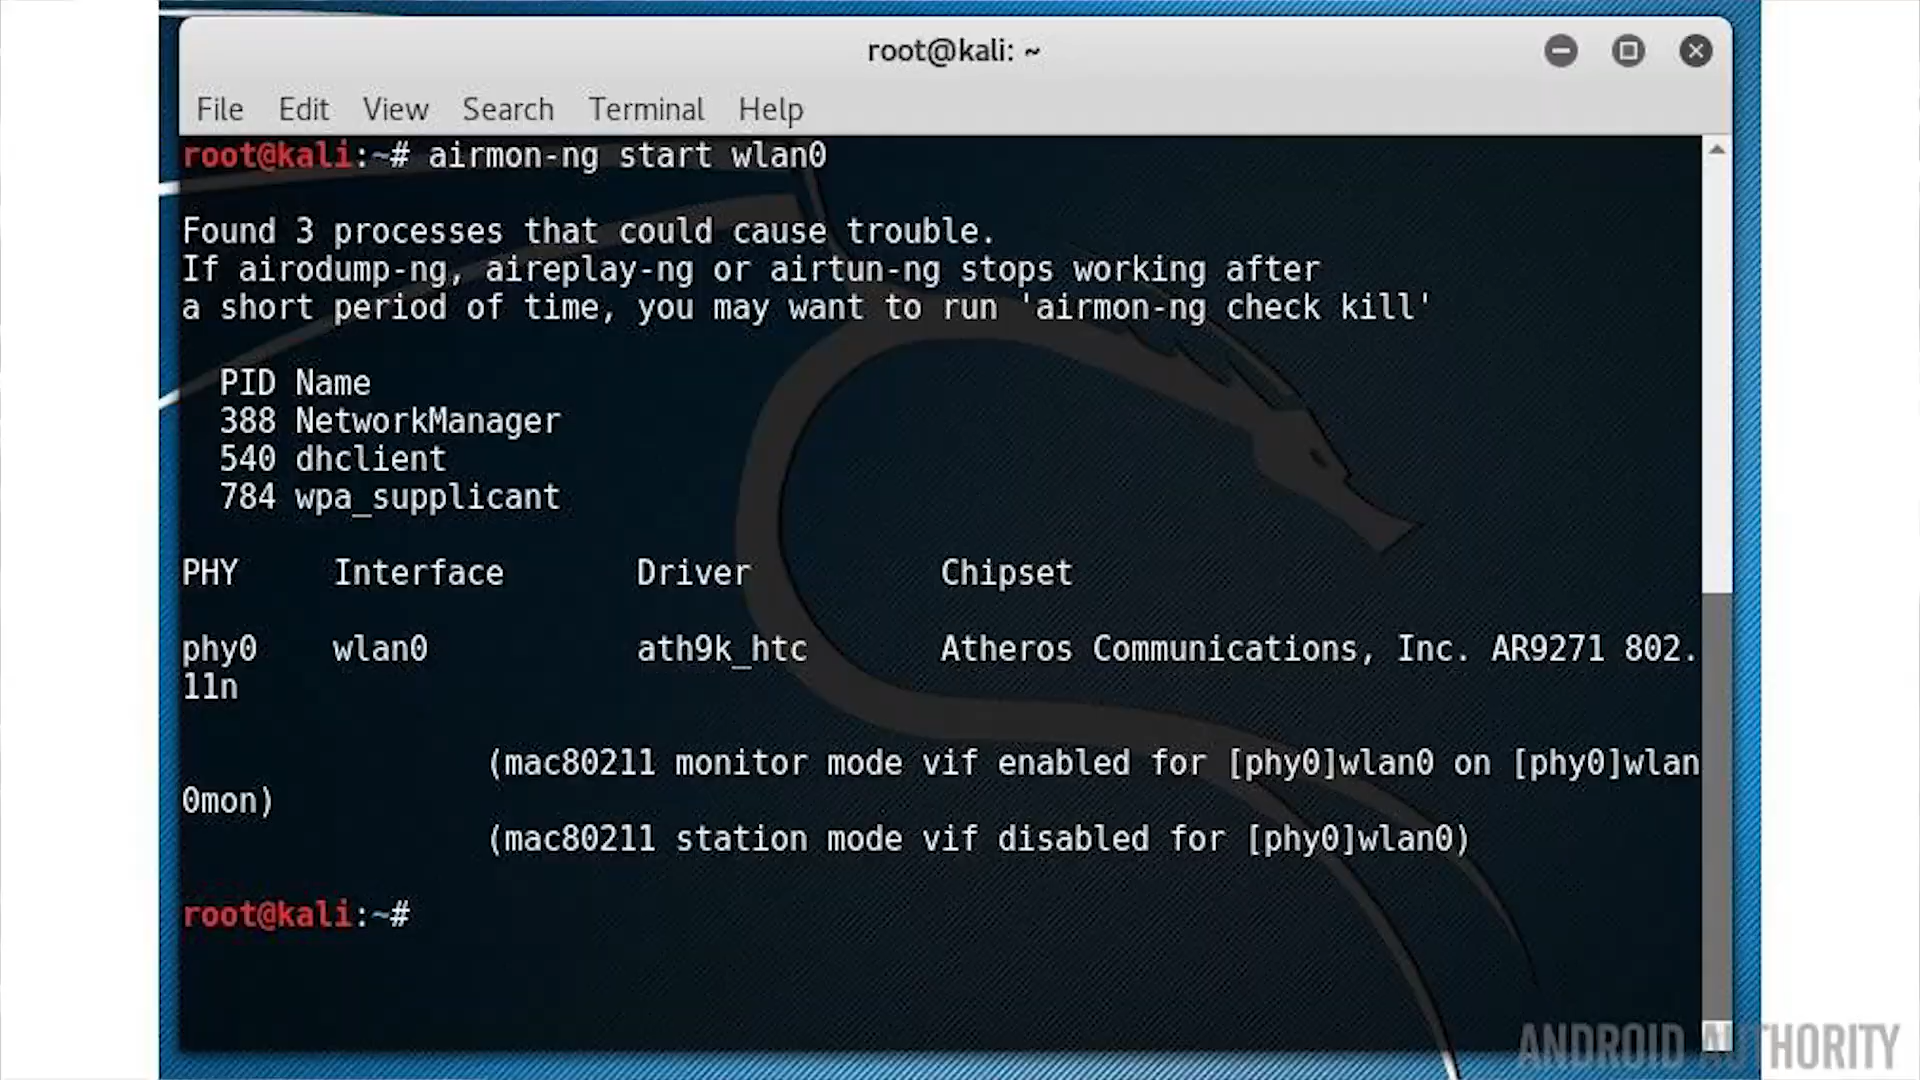 root@kali: ~
File Edit View Search Terminal Help
root@kali:~# airmon-ng start wlan0
Found 3 processes that could cause trouble.
If airodump-ng, aireplay-ng or airtun-ng stops working after
a short period of time, you may want to run 'airmon-ng check kill'
PID Name
388 NetworkManager
540 dhclient
784 wpa_supplicant
PHY Interface Driver Chipset
phy0 wlan0 ath9k_htc Atheros Communications, Inc. AR9271 802.
11n
(mac80211 monitor mode vif enabled for [phy0]wlan0 on [phy0]wlan
0mon)
(mac80211 station mode vif disabled for [phy0]wlan0)
root@kali:~#
ANDROID AUTHORITY